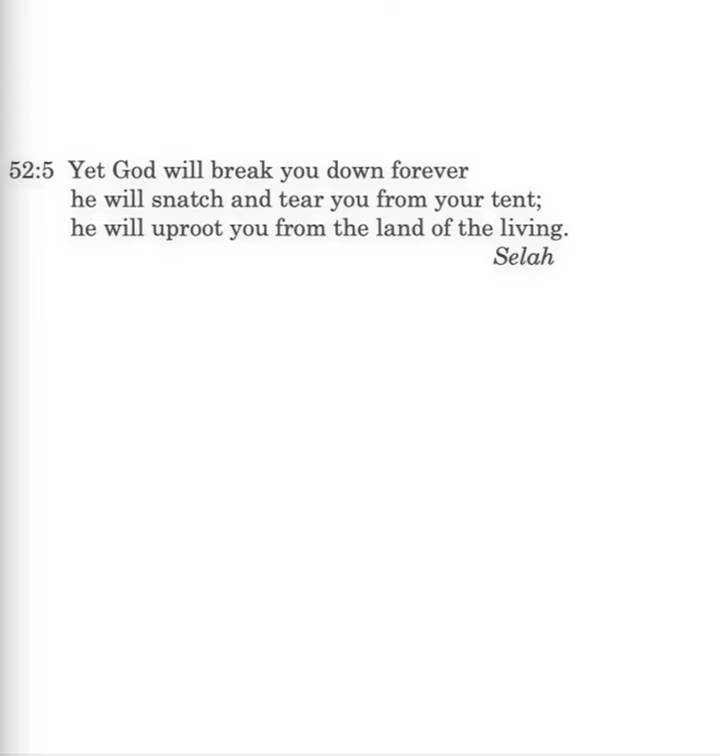 52:5 Yet God will break you down forever
he will snatch and tear you from your tent;
he will uproot you from the land of the living.
Selah